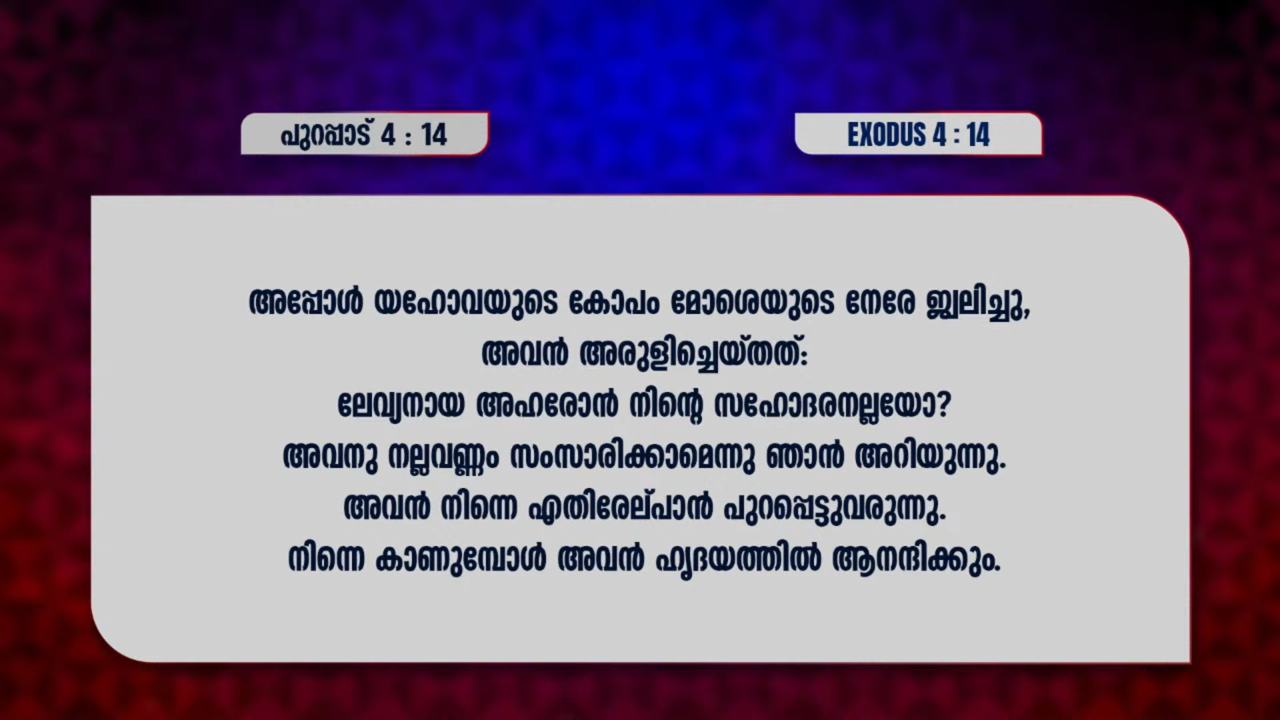 പുറപ്പാട് 4 : 14
EXODUS 4 : 14
അപ്പോൾ യഹോവയുടെ കോപം മോശെയുടെ നേരേ ജ്വലിച്ചു,
അവൻ അരുളിച്ചെയ്തത്:
ലേവ്യനായ അഹരോൻ നിന്റെ സഹോദരനല്ലയോ?
അവനു നല്ലവണ്ണം സംസാരിക്കാമെന്നു ഞാൻ അറിയുന്നു.
അവൻ നിന്നെ എതിരേല്പാൻ പുറപ്പെട്ടുവരുന്നു.
നിന്നെ കാണുമ്പോൾ അവൻ ഹൃദയത്തിൽ ആനന്ദിക്കും.